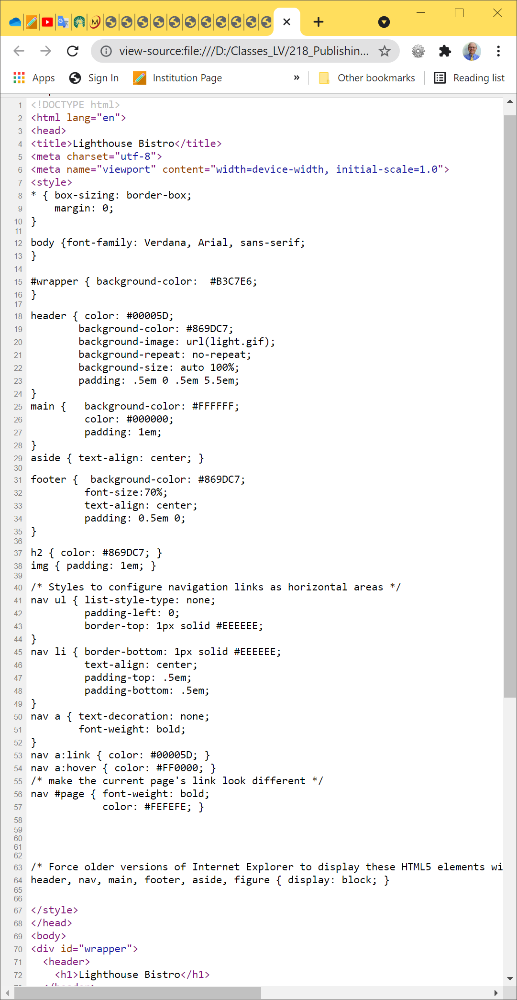 view-source:file:///D:/Classes_LV/218_Publishin...
Apps Sign In Institution Page » Other bookmarks Reading list
1 <!DOCTYPE html>
2 <html lang="en">
3 <head>
4 <title>Lighthouse Bistro</title>
5 <meta charset="utf-8">
6 <meta name="viewport" content="width=device-width, initial-scale=1.0">
7 <style>
8 * { box-sizing: border-box;
9     margin: 0;
10 }
11
12 body {font-family: Verdana, Arial, sans-serif;
13 }
14
15 #wrapper { background-color:  #B3C7E6;
16 }
17
18 header { color: #00005D;
19         background-color: #869DC7;
20         background-image: url(light.gif);
21         background-repeat: no-repeat;
22         background-size: auto 100%;
23         padding: .5em 0 .5em 5.5em;
24 }
25 main {   background-color: #FFFFFF;
26          color: #000000;
27          padding: 1em;
28 }
29 aside { text-align: center; }
30
31 footer {  background-color: #869DC7;
32          font-size:70%;
33          text-align: center;
34          padding: 0.5em 0;
35 }
36
37 h2 { color: #869DC7; }
38 img { padding: 1em; }
39
40 /* Styles to configure navigation links as horizontal areas */
41 nav ul { list-style-type: none;
42          padding-left: 0;
43          border-top: 1px solid #EEEEEE;
44 }
45 nav li { border-bottom: 1px solid #EEEEEE;
46          text-align: center;
47          padding-top: .5em;
48          padding-bottom: .5em;
49 }
50 nav a { text-decoration: none;
51         font-weight: bold;
52 }
53 nav a:link { color: #00005D; }
54 nav a:hover { color: #FF0000; }
55 /* make the current page's link look different */
56 nav #page { font-weight: bold;
57             color: #FEFEFE; }
58
59
60
61
62
63 /* Force older versions of Internet Explorer to display these HTML5 elements wi
64 header, nav, main, footer, aside, figure { display: block; }
65
66
67 </style>
68 </head>
69 <body>
70 <div id="wrapper">
71   <header>
72     <h1>Lighthouse Bistro</h1>